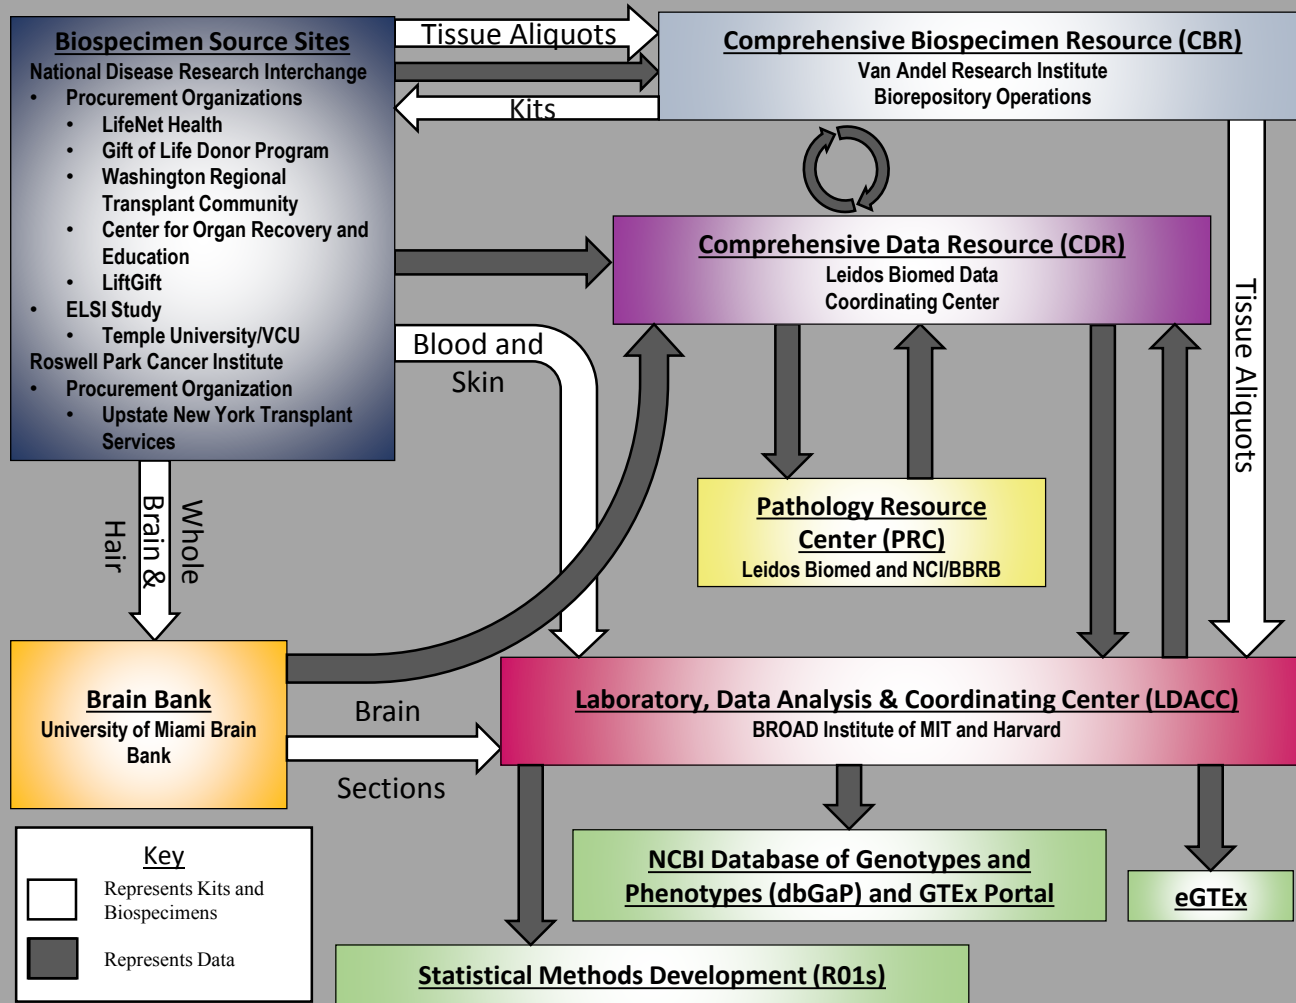 Biospecimen Source Sites
National Disease Research Interchange
• Procurement Organizations
• LifeNet Health
• Gift of Life Donor Program
• Washington Regional
Transplant Community
• Center for Organ Recovery and
Education
• LiftGift
• ELSI Study
• Temple University/VCU
Roswell Park Cancer Institute
• Procurement Organization
• Upstate New York Transplant
Services
Tissue Aliquots
Kits
Comprehensive Biospecimen Resource (CBR)
Van Andel Research Institute
Biorepository Operations
Comprehensive Data Resource (CDR)
Leidos Biomed Data
Coordinating Center
Blood and
Skin
Tissue Aliquots
Pathology Resource
Center (PRC)
Leidos Biomed and NCI/BBRB
Whole
Brain &
Hair
Brain Bank
University of Miami Brain
Bank
Brain
Sections
Laboratory, Data Analysis & Coordinating Center (LDACC)
BROAD Institute of MIT and Harvard
NCBI Database of Genotypes and
Phenotypes (dbGaP) and GTEx Portal
eGTEx
Statistical Methods Development (R01s)
Key
Represents Kits and
Biospecimens
Represents Data